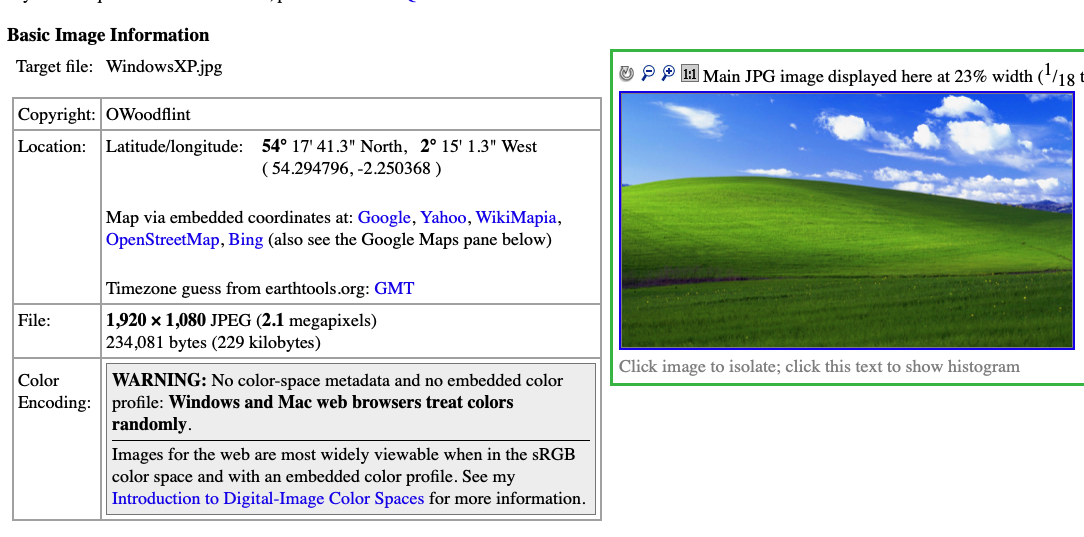 Basic Image Information
Target file: WindowsXP.jpg
Copyright: OWoodflint
Location: Latitude/longitude: 54° 17' 41.3" North, 2° 15' 1.3" West
( 54.294796, -2.250368 )
Map via embedded coordinates at: Google, Yahoo, WikiMapia,
OpenStreetMap, Bing (also see the Google Maps pane below)
Timezone guess from earthtools.org: GMT
File: 1,920 × 1,080 JPEG (2.1 megapixels)
234,081 bytes (229 kilobytes)
Color
Encoding:
WARNING: No color-space metadata and no embedded color
profile: Windows and Mac web browsers treat colors
randomly.
Images for the web are most widely viewable when in the sRGB
color space and with an embedded color profile. See my
Introduction to Digital-Image Color Spaces for more information.
1:1 Main JPG image displayed here at 23% width (1/18 t
Click image to isolate; click this text to show histogram